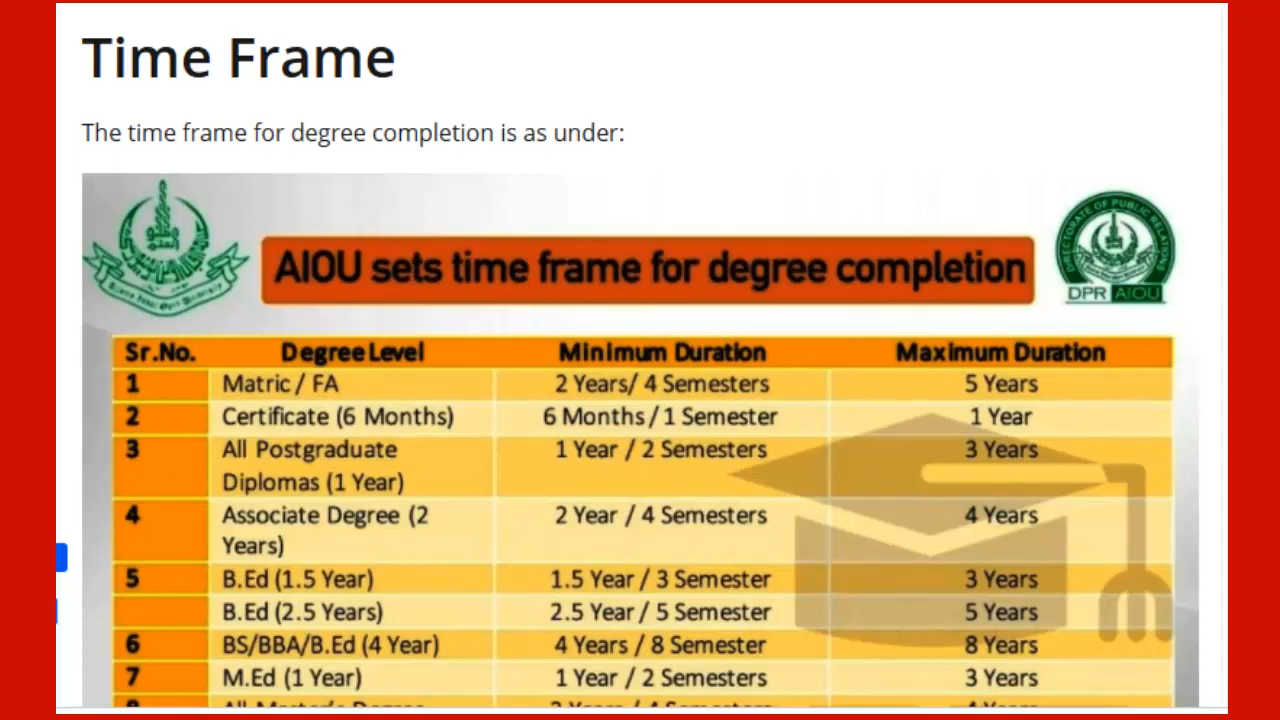 Time Frame
The time frame for degree completion is as under:
AIOU sets time frame for degree completion
DIRECTORATE OF PUBLIC RELATIONS
DPR AIOU
Sr.No. Degree Level Minimum Duration Maximum Duration
1 Matric / FA 2 Years/ 4 Semesters 5 Years
2 Certificate (6 Months) 6 Months / 1 Semester 1 Year
3 All Postgraduate 1 Year / 2 Semesters 3 Years
Diplomas (1 Year)
4 Associate Degree (2 2 Year / 4 Semesters 4 Years
Years)
5 B.Ed (1.5 Year) 1.5 Year / 3 Semester 3 Years
B.Ed (2.5 Years) 2.5 Year / 5 Semester 5 Years
6 BS/BBA/B.Ed (4 Year) 4 Years / 8 Semester 8 Years
7 M.Ed (1 Year) 1 Year / 2 Semesters 3 Years